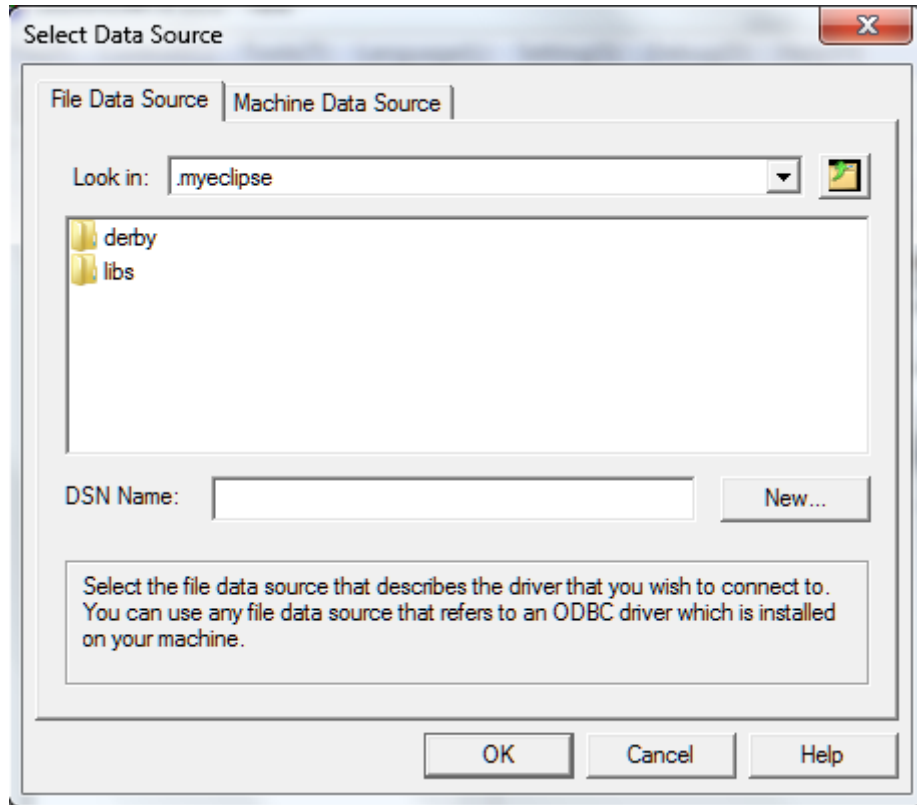 Select Data Source
File Data Source
Machine Data Source
Look in:
.myeclipse
derby
libs
DSN Name:
New...
Select the file data source that describes the driver that you wish to connect to.
You can use any file data source that refers to an ODBC driver which is installed
on your machine.
OK
Cancel
Help